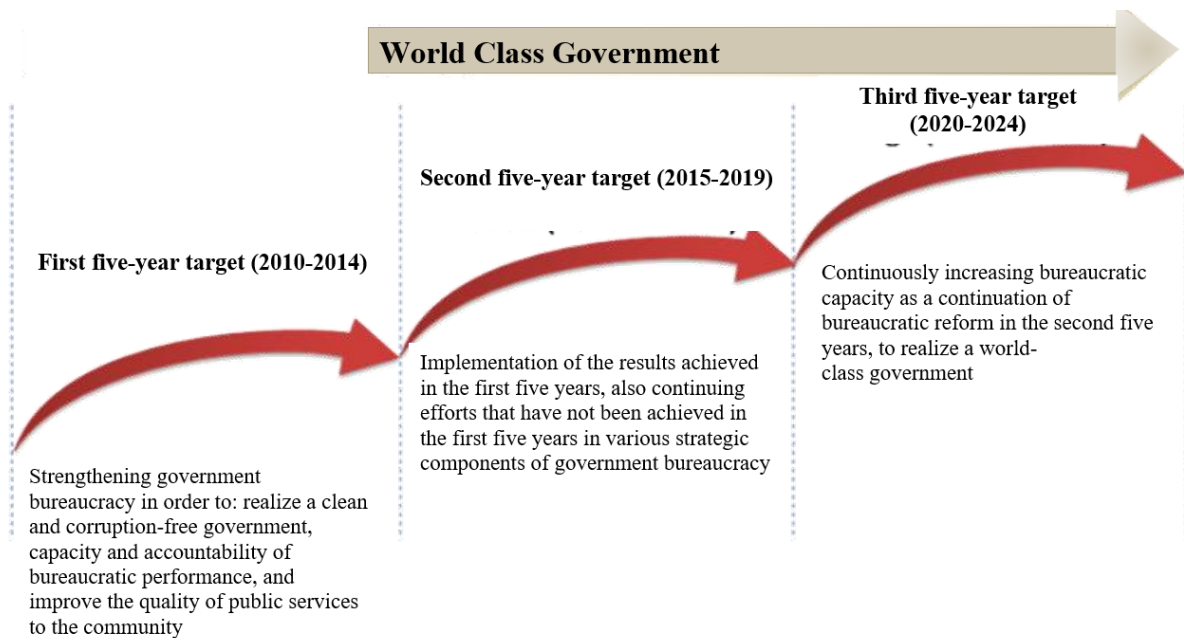 World Class Government
Third five-year target
(2020-2024)
Second five-year target (2015-2019)
First five-year target (2010-2014)
Continuously increasing bureaucratic
capacity as a continuation of
bureaucratic reform in the second five
years, to realize a world-
class government
Implementation of the results achieved
in the first five years, also continuing
efforts that have not been achieved in
the first five years in various strategic
components of government bureaucracy
Strengthening government
bureaucracy in order to: realize a clean
and corruption-free government,
capacity and accountability of
bureaucratic performance, and
improve the quality of public services
to the community